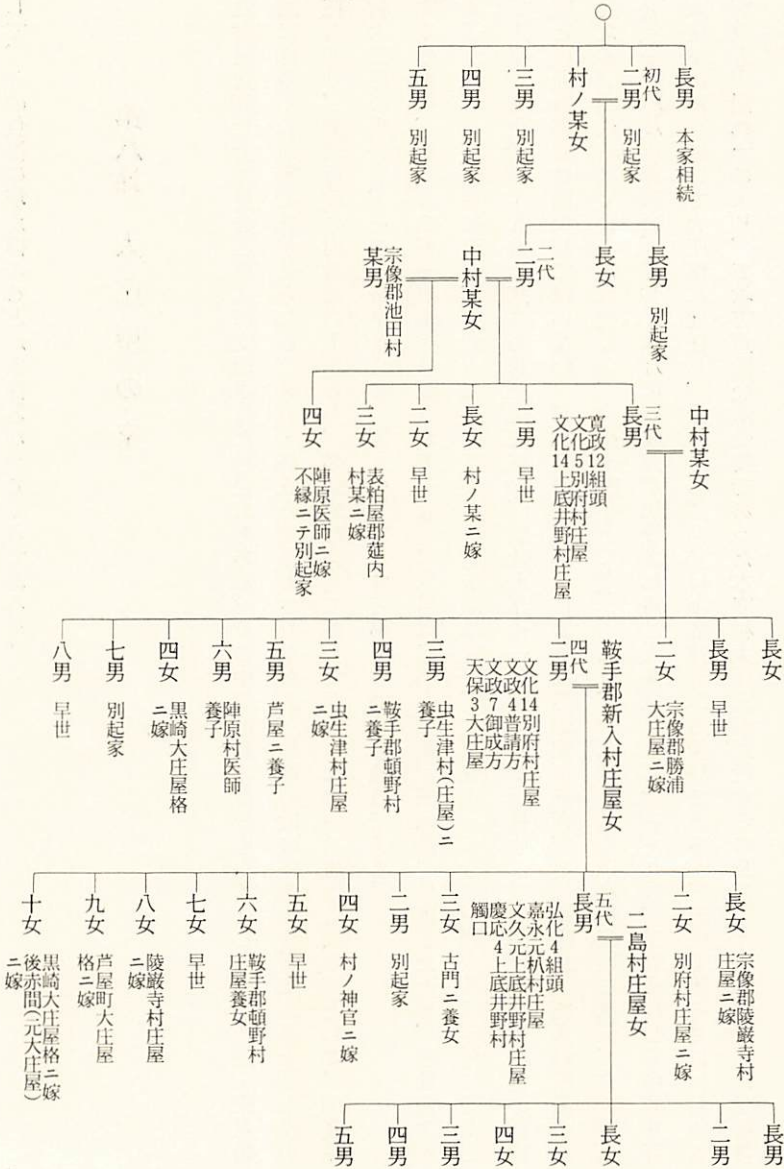 長男　本家相続
初代
二男　別起家
村ノ某女
三男　別起家
四男　別起家
五男　別起家
長男　別起家
長女
二代
二男
中村某女
宗像郡池田村
某男
中村某女
三代
長男
寛政12組頭
文化5別府村庄屋
文化14上底井野村庄屋
二男　早世
長女　村ノ某ニ嫁
二女　早世
三女　表粕屋郡莚内
村某ニ嫁
四女　陣原医師ニ嫁
不縁ニテ別起家
長女
長男　早世
二女　宗像郡勝浦
大庄屋ニ嫁
鞍手郡新入村庄屋女
四代
二男
文化14別府村庄屋
文政4普請方
文政7御成方
天保3大庄屋
三男　虫生津村(庄屋)ニ
養子
四男　鞍手郡頓野村
ニ養子
三女　虫生津村庄屋
ニ嫁
五男　芦屋ニ養子
六男　陣原村医師
養子
四女　黒崎大庄屋格
ニ嫁
七男　別起家
八男　早世
長女　宗像郡陵厳寺村
庄屋ニ嫁
二女　別府村庄屋ニ嫁
二島村庄屋女
五代
長男
弘化4組頭
嘉永元朳村庄屋
文久元上底井野村庄屋
慶応4上底井野村
觸口
三女　古門ニ養女
二男　別起家
四女　村ノ神官ニ嫁
五女　早世
六女　鞍手郡頓野村
庄屋養女
七女　早世
八女　陵厳寺村庄屋
ニ嫁
九女　芦屋町大庄屋
格ニ嫁
十女　黒崎大庄屋格ニ嫁
後赤間(元大庄屋)
ニ嫁
長男
二男
長女
三女
四女
三男
四男
五男